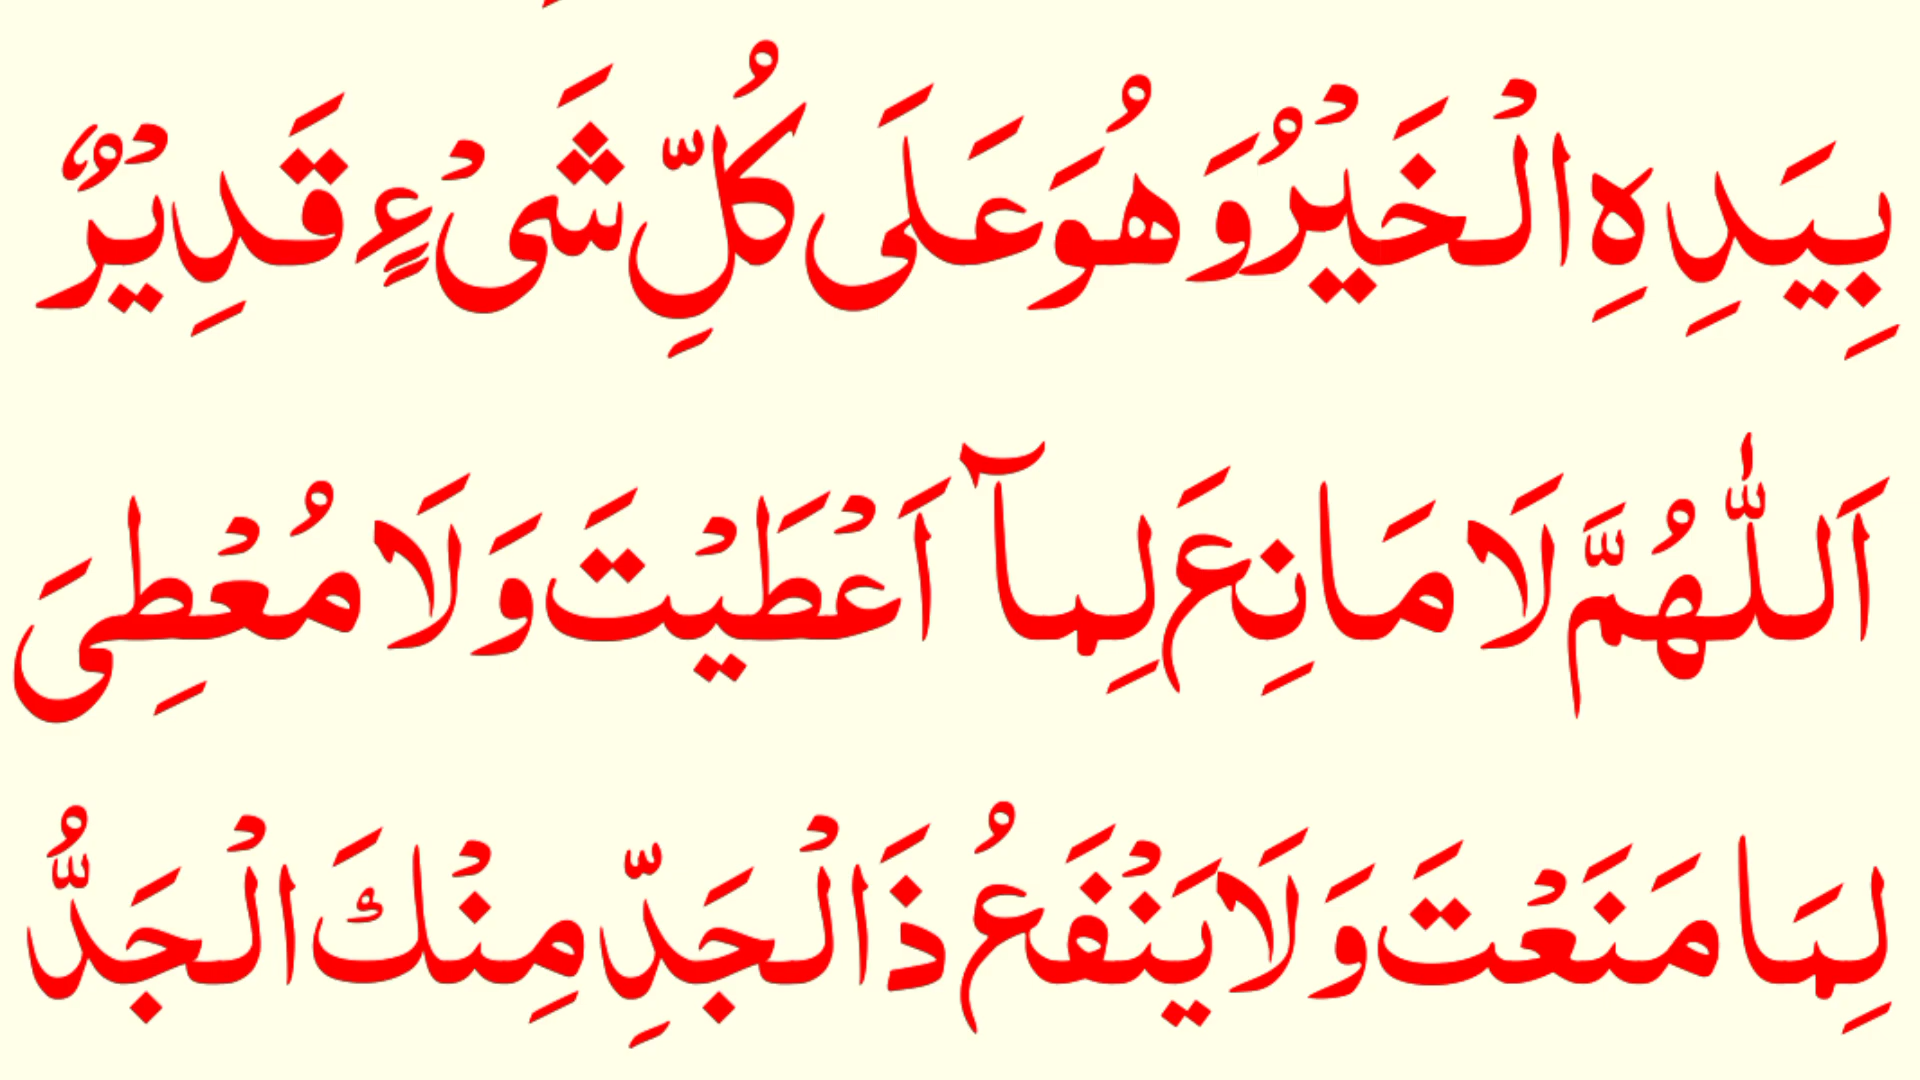 بِيَدِهِ الْخَيْرُ وَهُوَ عَلَى كُلِّ شَىْءٍ قَدِيْرٌ
اَللّٰهُمَّ لَا مَانِعَ لِمَآ اَعْطَيْتَ وَلَا مُعْطِىَ
لِمَا مَنَعْتَ وَلَا يَنْفَعُ ذَالْجَدِّ مِنْكَ الْجَدُّ